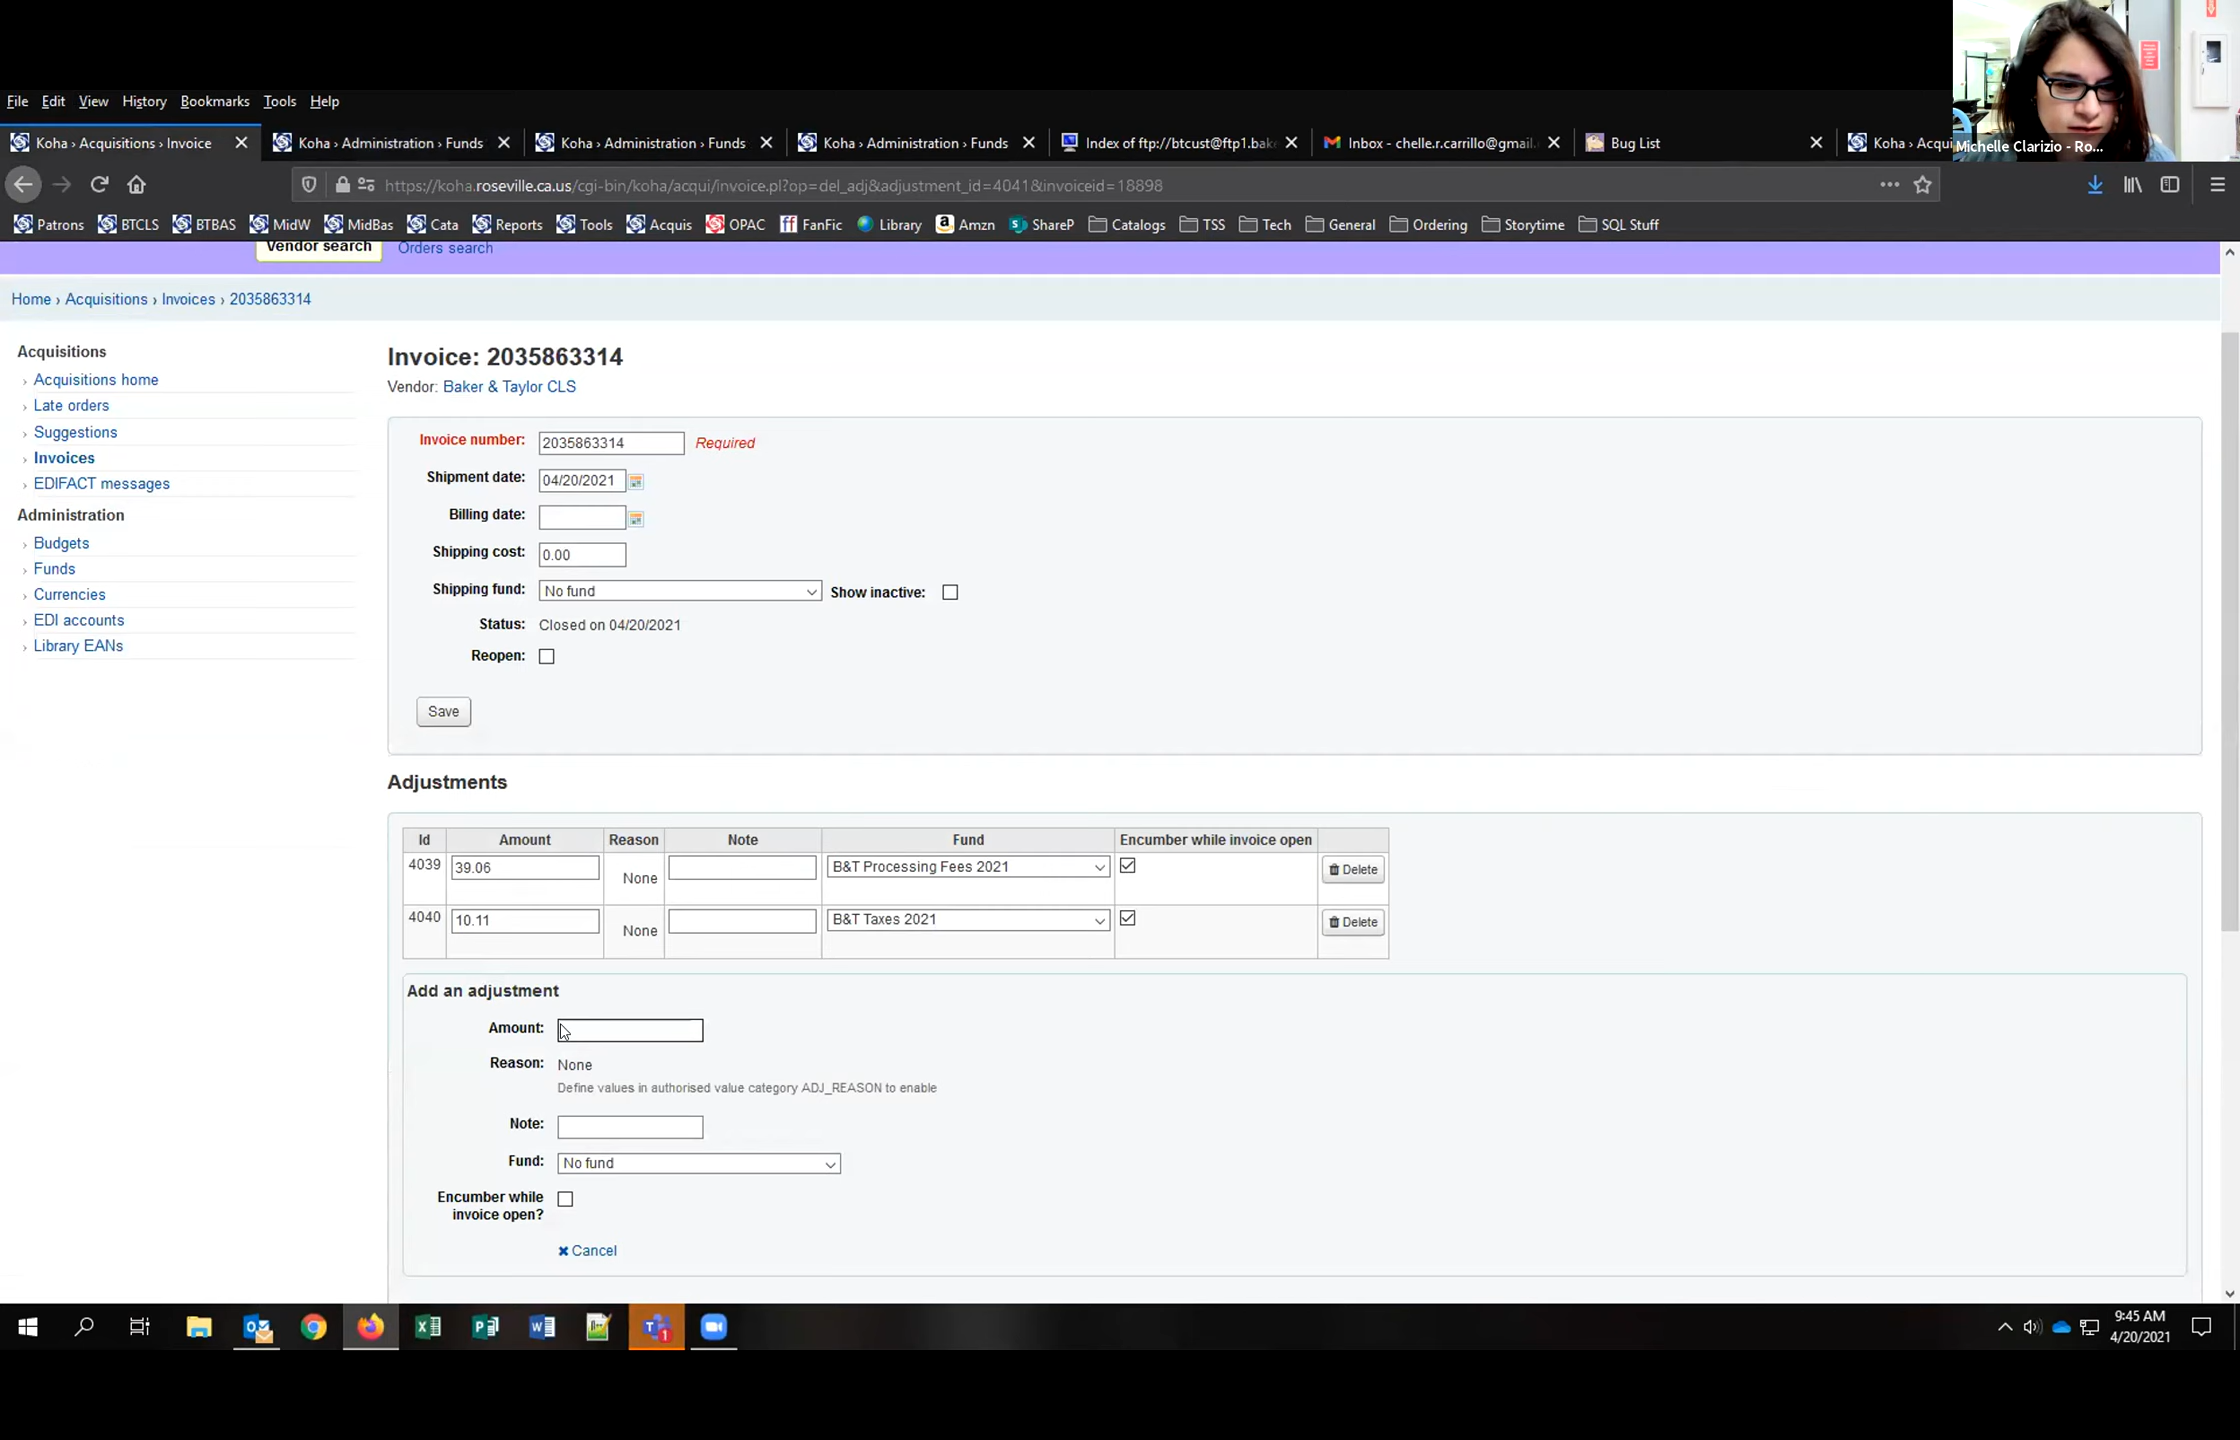 Michelle Clarizio - Ro...
File Edit View History Bookmarks Tools Help
Koha › Acquisitions › Invoice
Koha › Administration › Funds
Koha › Administration › Funds
Koha › Administration › Funds
Index of ftp://btcust@ftp1.bak
Inbox - chelle.r.carrillo@gmail.
Bug List
Koha › Acqu
https://koha.roseville.ca.us/cgi-bin/koha/acqui/invoice.pl?op=del_adj&adjustment_id=4041&invoiceid=18898
Patrons BTCLS BTBAS MidW MidBas Cata Reports Tools Acquis OPAC FanFic Library Amzn ShareP Catalogs TSS Tech General Ordering Storytime SQL Stuff
Vendor search Orders search
Home › Acquisitions › Invoices › 2035863314
Acquisitions
Acquisitions home
Late orders
Suggestions
Invoices
EDIFACT messages
Administration
Budgets
Funds
Currencies
EDI accounts
Library EANs
Invoice: 2035863314
Vendor: Baker & Taylor CLS
Invoice number: 2035863314 Required
Shipment date: 04/20/2021
Billing date:
Shipping cost: 0.00
Shipping fund: No fund Show inactive:
Status: Closed on 04/20/2021
Reopen:
Save
Adjustments
Id Amount Reason Note Fund Encumber while invoice open
4039 39.06 None B&T Processing Fees 2021 Delete
4040 10.11 None B&T Taxes 2021 Delete
Add an adjustment
Amount:
Reason: None
Define values in authorised value category ADJ_REASON to enable
Note:
Fund: No fund
Encumber while
invoice open?
Cancel
9:45 AM
4/20/2021